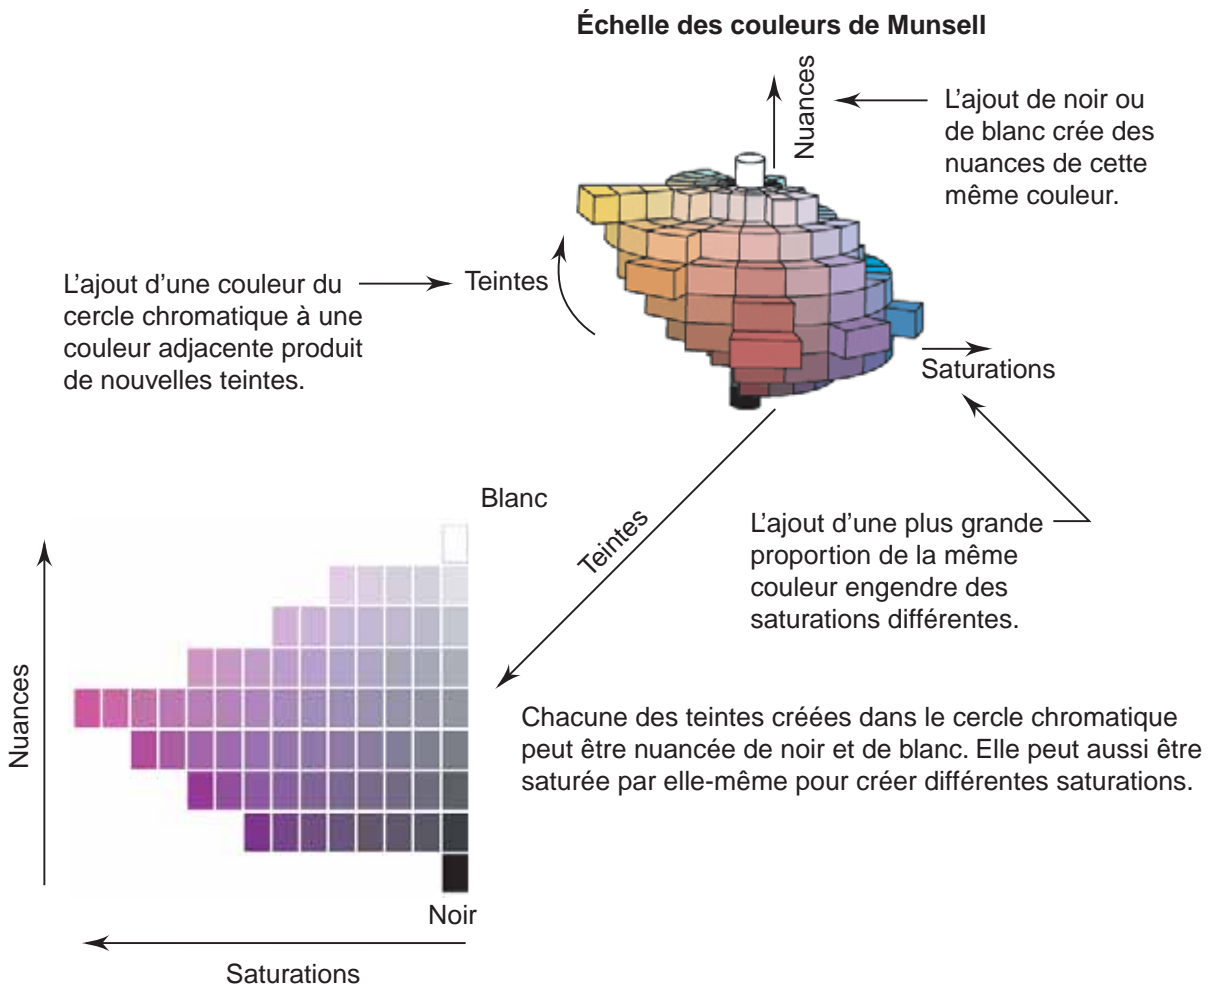 Échelle des couleurs de Munsell
Nuances
L'ajout de noir ou
de blanc crée des
nuances de cette
même couleur.
L'ajout d'une couleur du
cercle chromatique à une
couleur adjacente produit
de nouvelles teintes.
Teintes
Saturations
Blanc
Teintes
L'ajout d'une plus grande
proportion de la même
couleur engendre des
saturations différentes.
Nuances
Chacune des teintes créées dans le cercle chromatique
peut être nuancée de noir et de blanc. Elle peut aussi être
saturée par elle-même pour créer différentes saturations.
Noir
Saturations